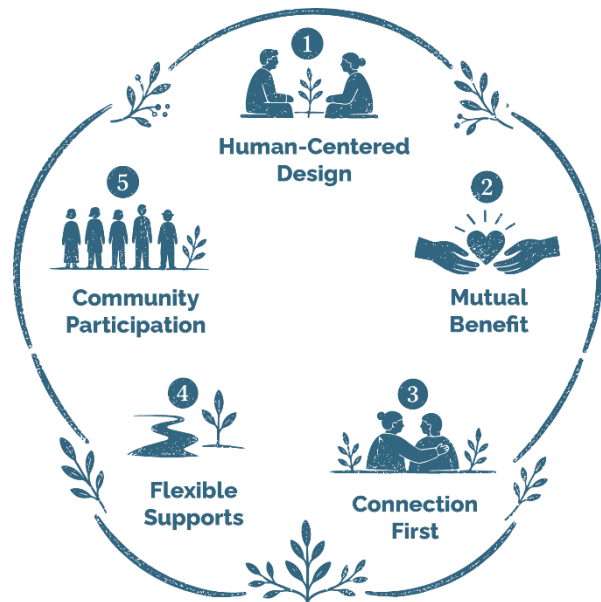 1
Human-Centered
Design
2
Mutual
Benefit
3
Connection
First
4
Flexible
Supports
5
Community
Participation